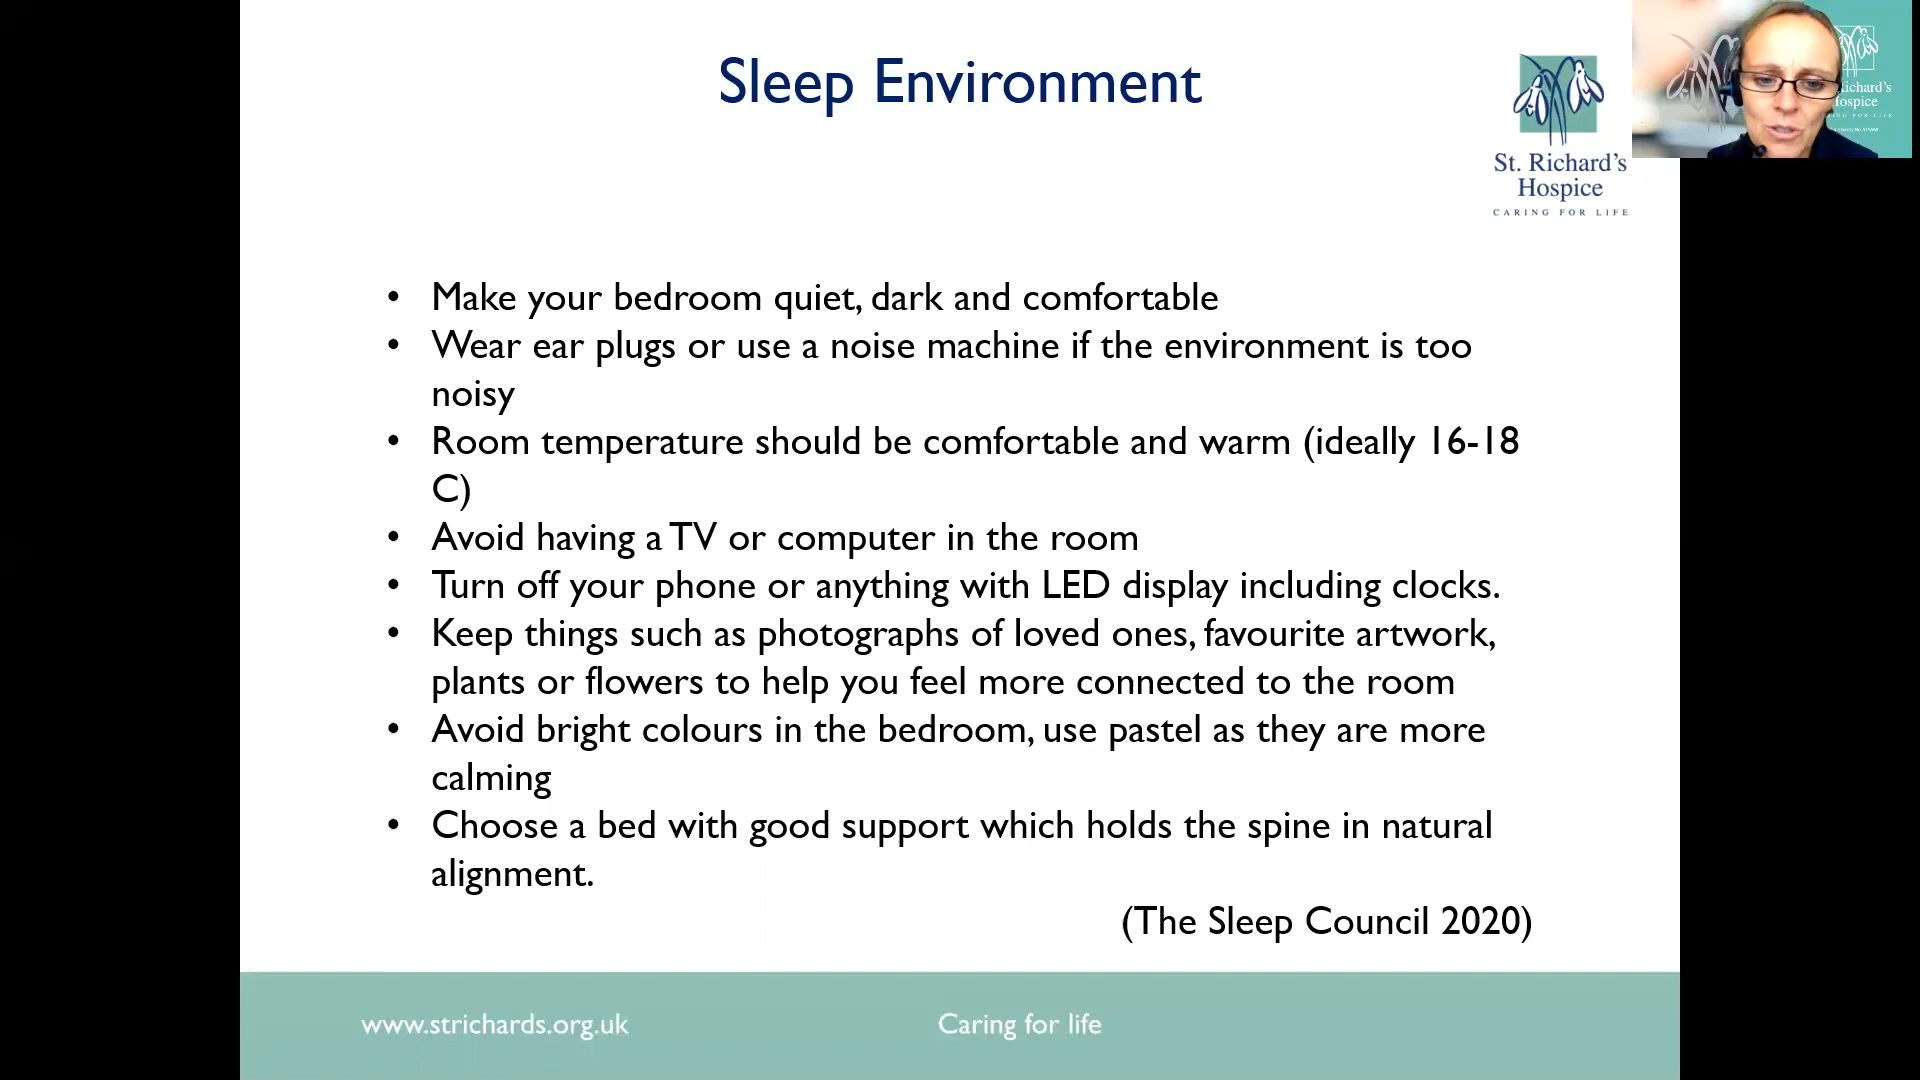 Sleep Environment
St. Richard's
Hospice
CARING FOR LIFE
Richard's
Hospice
• Make your bedroom quiet, dark and comfortable
• Wear ear plugs or use a noise machine if the environment is too
noisy
• Room temperature should be comfortable and warm (ideally 16-18
C)
• Avoid having a TV or computer in the room
• Turn off your phone or anything with LED display including clocks.
• Keep things such as photographs of loved ones, favourite artwork,
plants or flowers to help you feel more connected to the room
• Avoid bright colours in the bedroom, use pastel as they are more
calming
• Choose a bed with good support which holds the spine in natural
alignment.
(The Sleep Council 2020)
www.strichards.org.uk
Caring for life